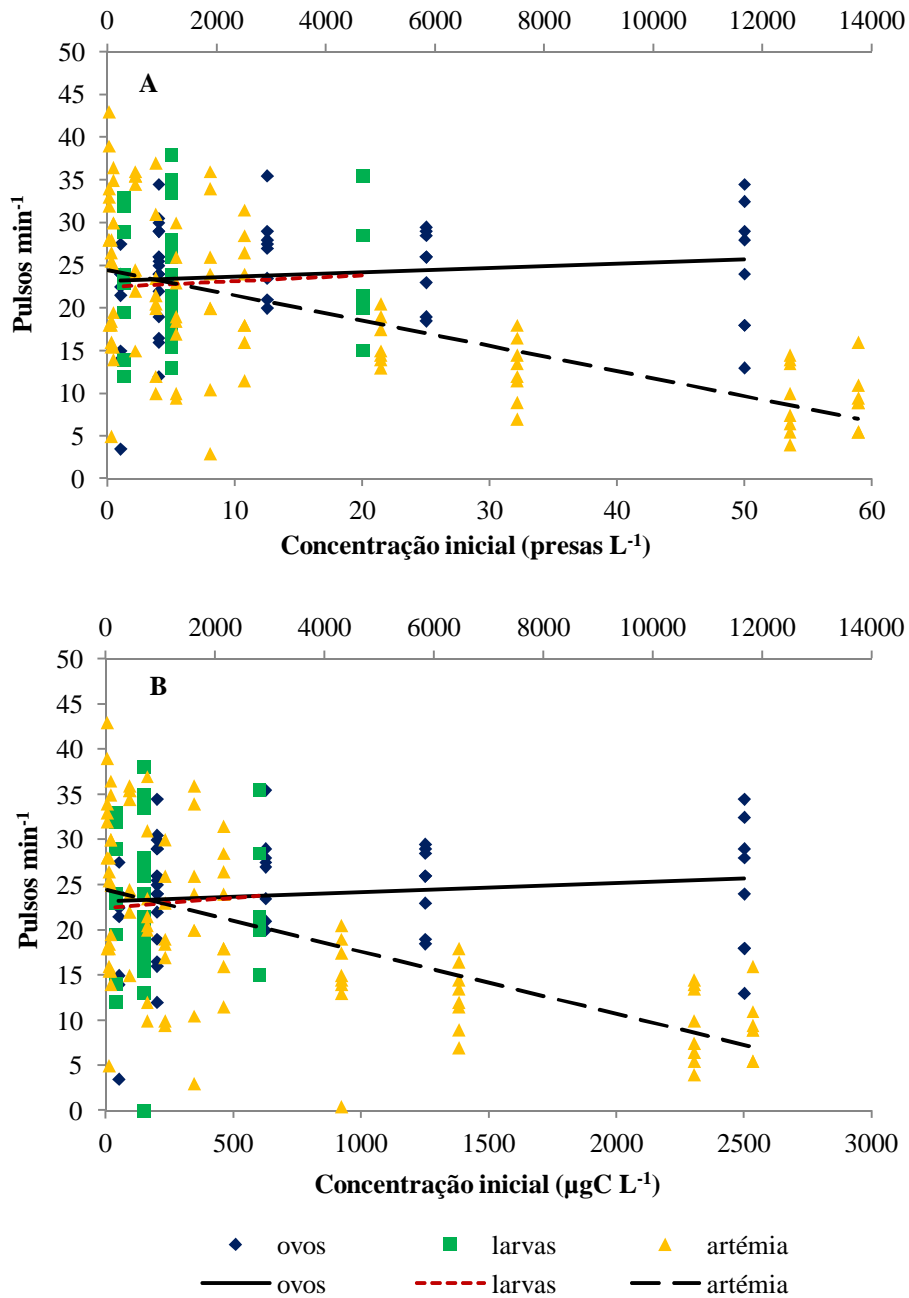 0 2000 4000 6000 8000 10000 12000 14000
50
A
45
40
35
30
25
20
15
10
5
0
Pulsos min-1
0 10 20 30 40 50 60
Concentração inicial (presas L-1)
0 2000 4000 6000 8000 10000 12000 14000
50
B
45
40
35
30
25
20
15
10
5
0
Pulsos min-1
0 500 1000 1500 2000 2500 3000
Concentração inicial (µgC L-1)
ovos larvas artémia
ovos larvas artémia